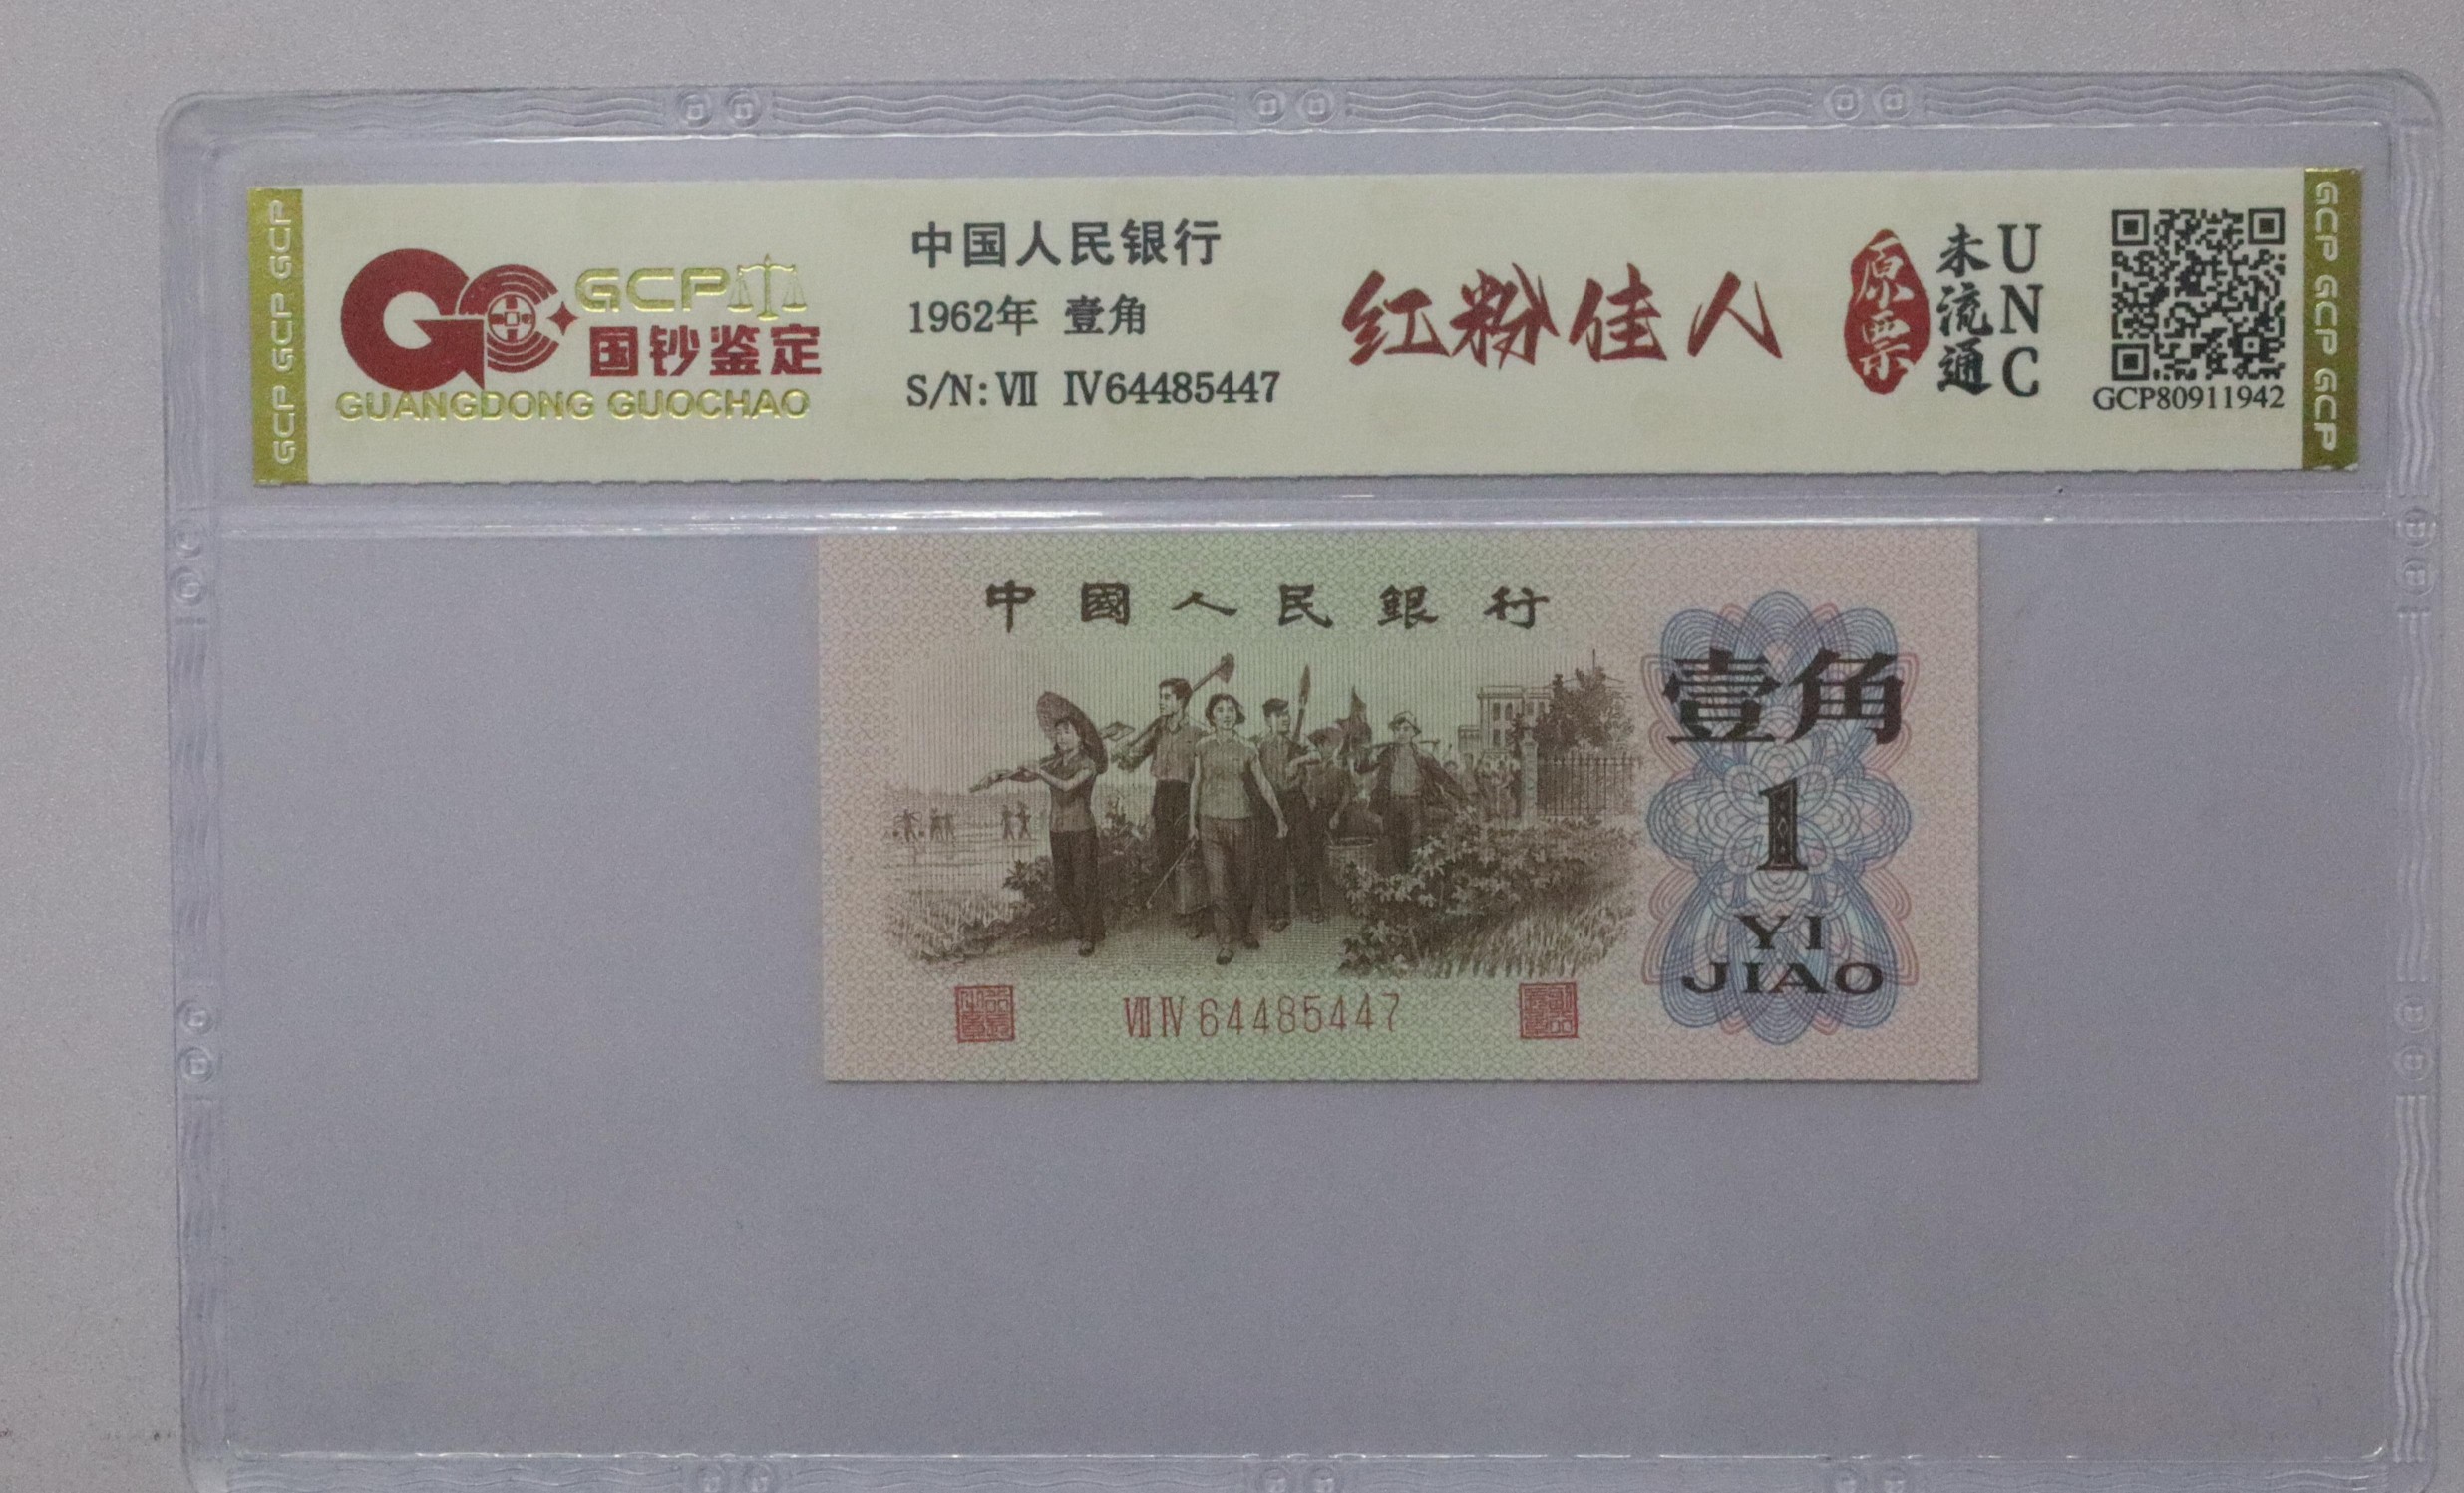 GCP GCP GCP
GCP
国钞鉴定
GUANGDONG GUOCHAO
中国人民银行
1962年 壹角
S/N: Ⅶ Ⅳ64485447
红粉佳人
原票
未流通
UNC
GCP80911942
GCP GCP GCP
中國人民銀行
壹角
1
YI
JIAO
ⅦⅣ 64485447